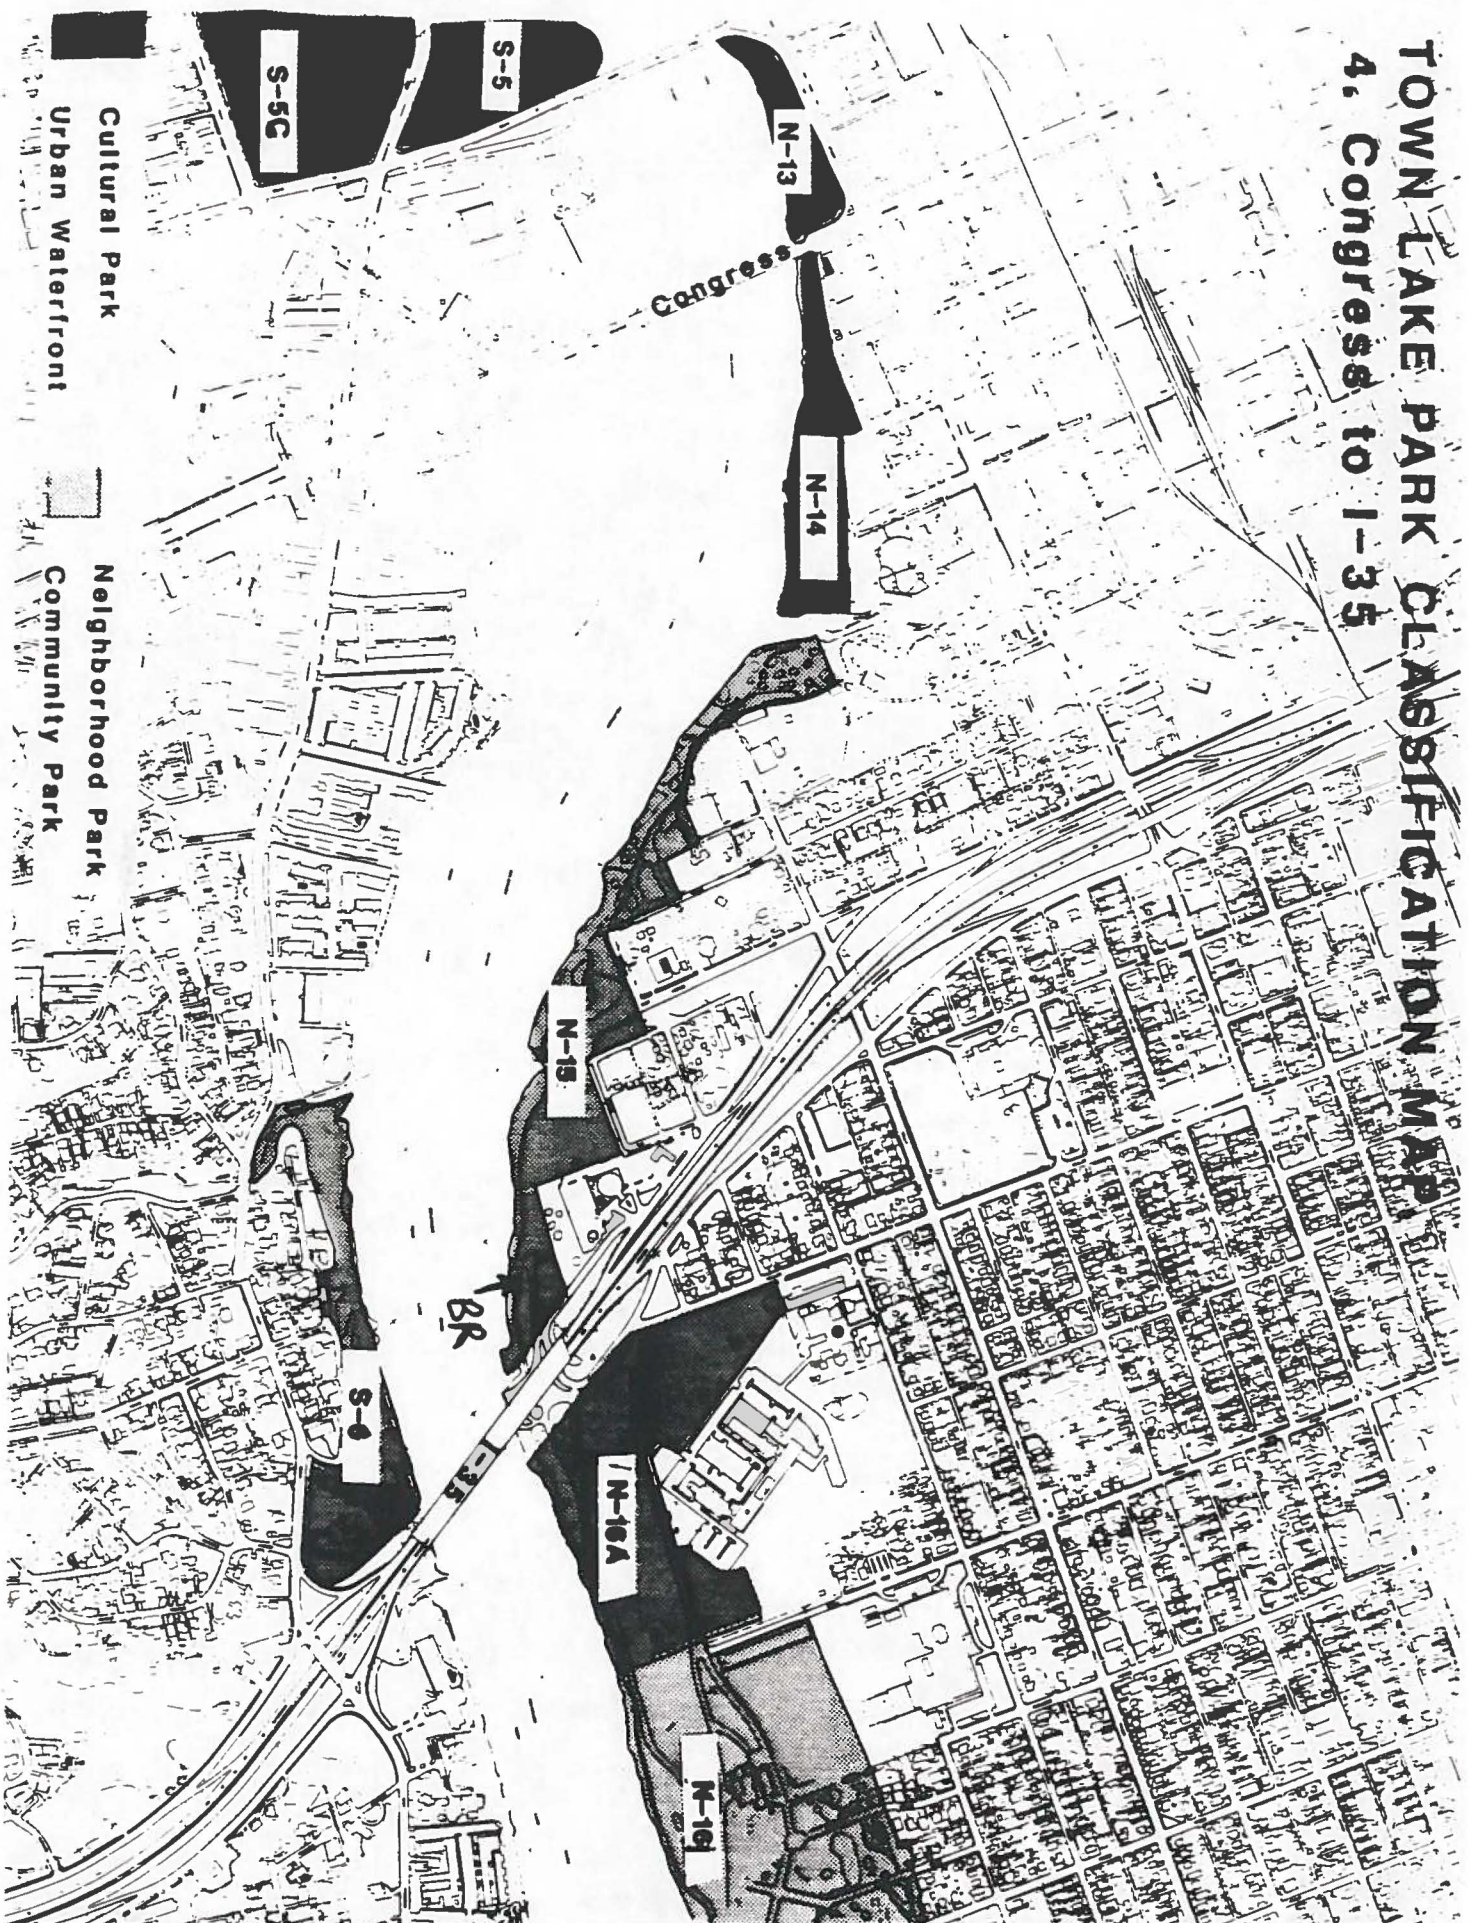 TOWN LAKE PARK CLASSIFICATION MAP
4. Congress to I-35
N-13
Congress
N-14
S-5
S-5C
N-15
BR
S-6
I-35
N-16A
N-16
Cultural Park
Urban Waterfront
Neighborhood Park
Community Park